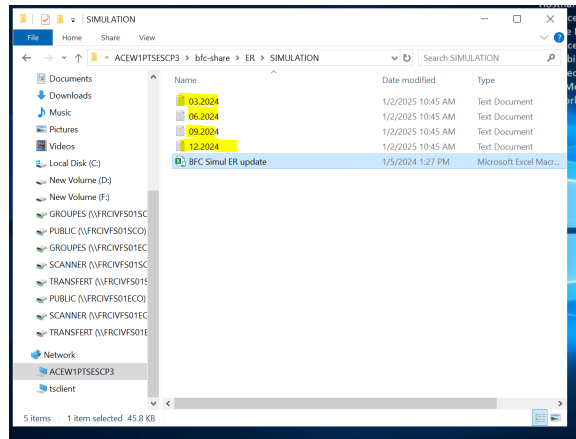 SIMULATION
File Home Share View
ACEW1PTSESCP3 > bfc-share > ER > SIMULATION
Search SIMULATION
Name Date modified Type
03.2024 1/2/2025 10:45 AM Text Document
06.2024 1/2/2025 10:45 AM Text Document
09.2024 1/2/2025 10:45 AM Text Document
12.2024 1/2/2025 10:45 AM Text Document
BFC Simul ER update 1/5/2024 1:27 PM Microsoft Excel Macr...
Documents
Downloads
Music
Pictures
Videos
Local Disk (C:)
New Volume (D:)
New Volume (F:)
GROUPES (\\FRCIVFS01SC
PUBLIC (\\FRCIVFS01SCO)
GROUPES (\\FRCIVFS01EC
SCANNER (\\FRCIVFS01SC
TRANSFERT (\\FRCIVFS01S
PUBLIC (\\FRCIVFS01ECO)
SCANNER (\\FRCIVFS01EC
TRANSFERT (\\FRCIVFS01E
Network
ACEW1PTSESCP3
tsclient
5 items 1 item selected 45.8 KB